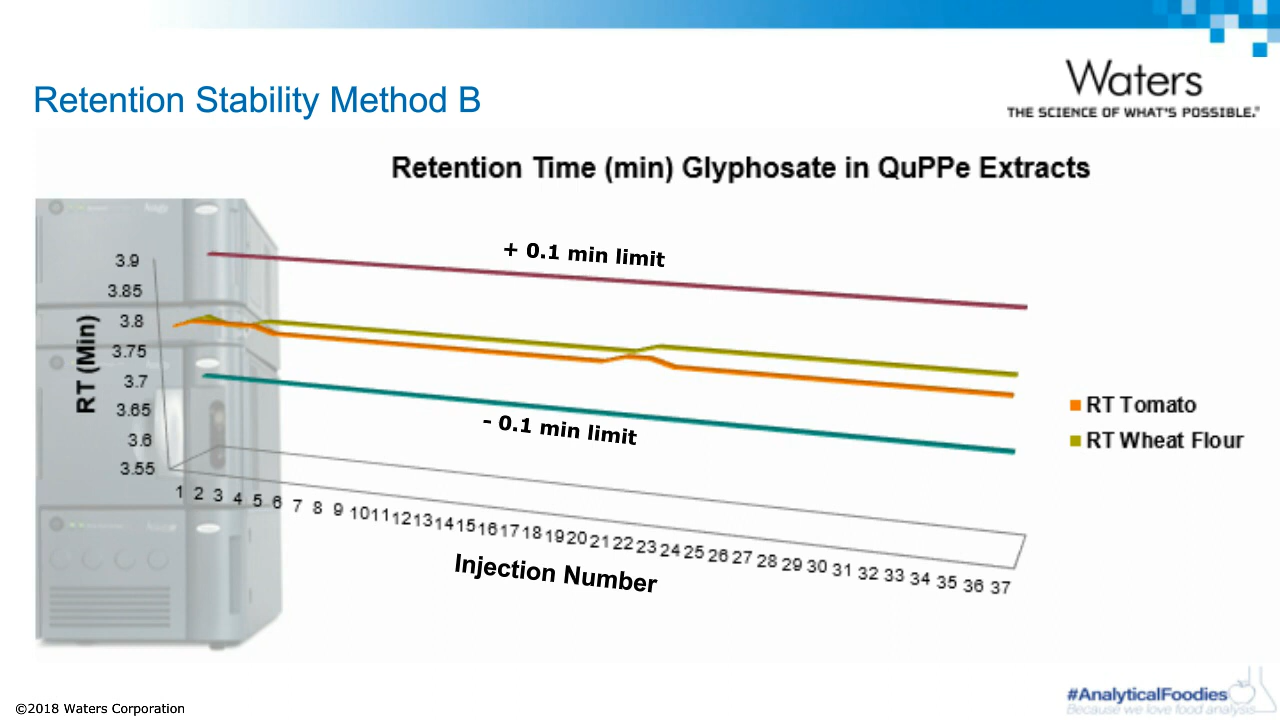 Waters
THE SCIENCE OF WHAT'S POSSIBLE.®
Retention Stability Method B
Retention Time (min) Glyphosate in QuPPe Extracts
+ 0.1 min limit
3.9
3.85
3.8
3.75
3.7
3.65
3.6
3.55
RT (Min)
- 0.1 min limit
RT Tomato
RT Wheat Flour
1 2 3 4 5 6 7 8 9 10 11 12 13 14 15 16 17 18 19 20 21 22 23 24 25 26 27 28 29 30 31 32 33 34 35 36 37
Injection Number
#AnalyticalFoodies
Because we love food analysis
©2018 Waters Corporation